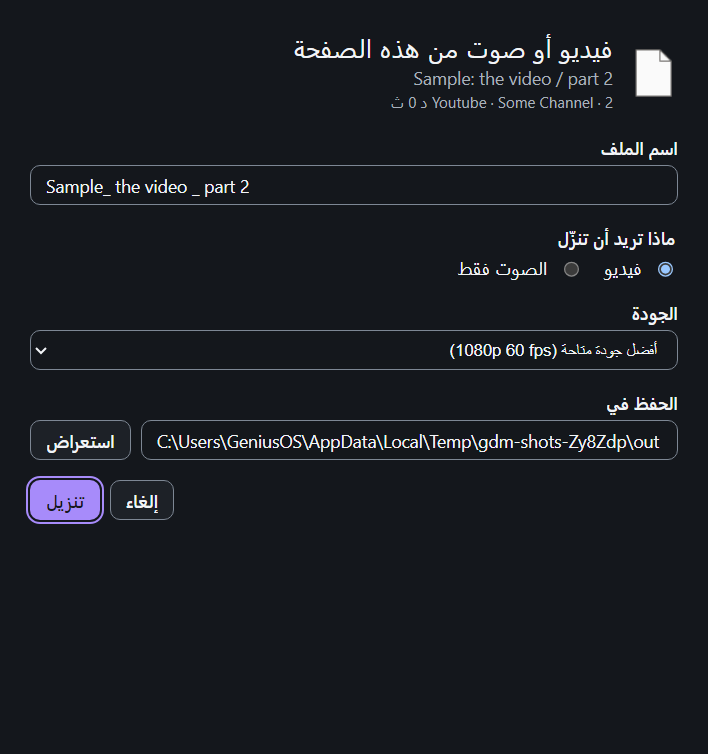 فيديو أو صوت من هذه الصفحة
Sample: the video / part 2
Youtube · Some Channel · 2 د 0 ث
اسم الملف
Sample_ the video _ part 2
ماذا تريد أن تنزّل
فيديو الصوت فقط
الجودة
أفضل جودة متاحة (1080p 60 fps)
الحفظ في
C:\Users\GeniusOS\AppData\Local\Temp\gdm-shots-Zy8Zdp\out استعراض
إلغاء تنزيل